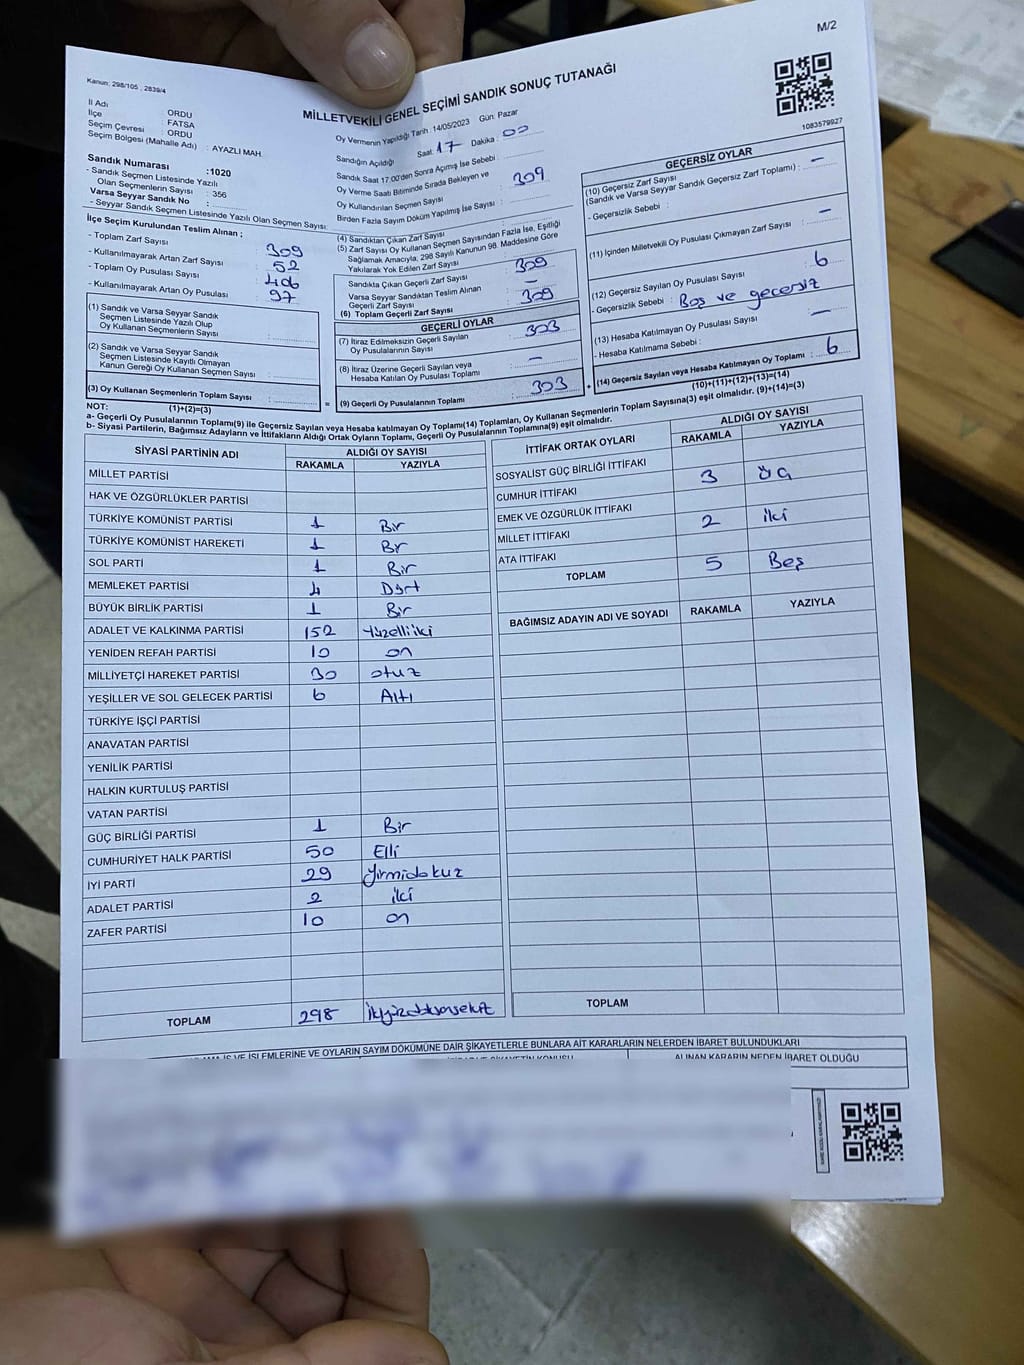 M/2
Kanun: 298/105 , 2839/4
MİLLETVEKİLİ GENEL SEÇİMİ SANDIK SONUÇ TUTANAĞI
1083579927
İl Adı : ORDU
İlçe : FATSA
Seçim Çevresi : ORDU
Seçim Bölgesi (Mahalle Adı) : AYAZLI MAH.
Sandık Numarası :1020
- Sandık Seçmen Listesinde Yazılı
Olan Seçmenlerin Sayısı : 356
Varsa Seyyar Sandık No :
- Seyyar Sandık Seçmen Listesinde Yazılı Olan Seçmen Sayısı:
Oy Vermenin Yapıldığı Tarih :14/05/2023 Gün: Pazar
Sandığın Açıldığı Saat: 17 Dakika : 00
Sandık Saat 17:00'den Sonra Açılmış İse Sebebi :
Oy Verme Saati Bitiminde Sırada Bekleyen ve
Oy Kullandırılan Seçmen Sayısı : 309
Birden Fazla Sayım Döküm Yapılmış İse Sayısı :
İlçe Seçim Kurulundan Teslim Alınan ;
- Toplam Zarf Sayısı : 309
- Kullanılmayarak Artan Zarf Sayısı : 52
- Toplam Oy Pusulası Sayısı : 406
- Kullanılmayarak Artan Oy Pusulası : 97
(1) Sandık ve Varsa Seyyar Sandık
Seçmen Listesinde Yazılı Olup
Oy Kullanan Seçmenlerin Sayısı :
(2) Sandık ve Varsa Seyyar Sandık
Seçmen Listesinde Kayıtlı Olmayan
Kanun Gereği Oy Kullanan Seçmen Sayısı :
(3) Oy Kullanan Seçmenlerin Toplam Sayısı :
(1)+(2)=(3)
(4) Sandıktan Çıkan Zarf Sayısı
(5) Zarf Sayısı Oy Kullanan Seçmen Sayısından Fazla İse, Eşitliği
Sağlamak Amacıyla, 298 Sayılı Kanunun 98. Maddesine Göre
Yakılarak Yok Edilen Zarf Sayısı
Sandıkta Çıkan Geçerli Zarf Sayısı : 309
Varsa Seyyar Sandıktan Teslim Alınan
Geçerli Zarf Sayısı : –
(6) Toplam Geçerli Zarf Sayısı : 309
GEÇERLİ OYLAR
(7) İtiraz Edilmeksizin Geçerli Sayılan
Oy Pusulalarının Sayısı : 303
(8) İtiraz Üzerine Geçerli Sayılan veya
Hesaba Katılan Oy Pusulası Toplamı : –
= (9) Geçerli Oy Pusulalarının Toplamı : 303 +
GEÇERSİZ OYLAR
(10) Geçersiz Zarf Sayısı
(Sandık ve Varsa Seyyar Sandık Geçersiz Zarf Toplamı) : –
- Geçersizlik Sebebi :
(11) İçinden Milletvekili Oy Pusulası Çıkmayan Zarf Sayısı : –
(12) Geçersiz Sayılan Oy Pusulası Sayısı : 6
- Geçersizlik Sebebi : Boş ve geçersiz
(13) Hesaba Katılmayan Oy Pusulası Sayısı : –
- Hesaba Katılmama Sebebi :
(14) Geçersiz Sayılan veya Hesaba Katılmayan Oy Toplamı : 6
(10)+(11)+(12)+(13)=(14)
NOT:
a- Geçerli Oy Pusulalarının Toplamı(9) ile Geçersiz Sayılan veya Hesaba katılmayan Oy Toplamı(14) Toplamları, Oy Kullanan Seçmenlerin Toplam Sayısına(3) eşit olmalıdır. (9)+(14)=(3)
b- Siyasi Partilerin, Bağımsız Adayların ve İttifakların Aldığı Ortak Oyların Toplamı, Geçerli Oy Pusulalarının Toplamına(9) eşit olmalıdır.
SİYASİ PARTİNİN ADI ALDIĞI OY SAYISI
RAKAMLA YAZIYLA
MİLLET PARTİSİ
HAK VE ÖZGÜRLÜKLER PARTİSİ
TÜRKİYE KOMÜNİST PARTİSİ 1 Bir
TÜRKİYE KOMÜNİST HAREKETİ 1 Br
SOL PARTİ 1 Bir
MEMLEKET PARTİSİ 4 Dört
BÜYÜK BİRLİK PARTİSİ 1 Bir
ADALET VE KALKINMA PARTİSİ 152 Yüzelliiki
YENİDEN REFAH PARTİSİ 10 on
MİLLİYETÇİ HAREKET PARTİSİ 30 otuz
YEŞİLLER VE SOL GELECEK PARTİSİ 6 Altı
TÜRKİYE İŞÇİ PARTİSİ
ANAVATAN PARTİSİ
YENİLİK PARTİSİ
HALKIN KURTULUŞ PARTİSİ
VATAN PARTİSİ
GÜÇ BİRLİĞİ PARTİSİ 1 Bir
CUMHURİYET HALK PARTİSİ 50 Elli
İYİ PARTİ 29 Yirmidokuz
ADALET PARTİSİ 2 iki
ZAFER PARTİSİ 10 on
TOPLAM 298 İkiyüzdoksansekiz
İTTİFAK ORTAK OYLARI ALDIĞI OY SAYISI
RAKAMLA YAZIYLA
SOSYALİST GÜÇ BİRLİĞİ İTTİFAKI
CUMHUR İTTİFAKI 3 üç
EMEK VE ÖZGÜRLÜK İTTİFAKI
MİLLET İTTİFAKI 2 iki
ATA İTTİFAKI
TOPLAM 5 Beş
BAĞIMSIZ ADAYIN ADI VE SOYADI RAKAMLA YAZIYLA
TOPLAM
İŞ VE İŞLEMLERİNE VE OYLARIN SAYIM DÖKÜMÜNE DAİR ŞİKAYETLERLE BUNLARA AİT KARARLARIN NELERDEN İBARET BULUNDUKLARI
ALINAN KARARIN NEDEN İBARET OLDUĞU